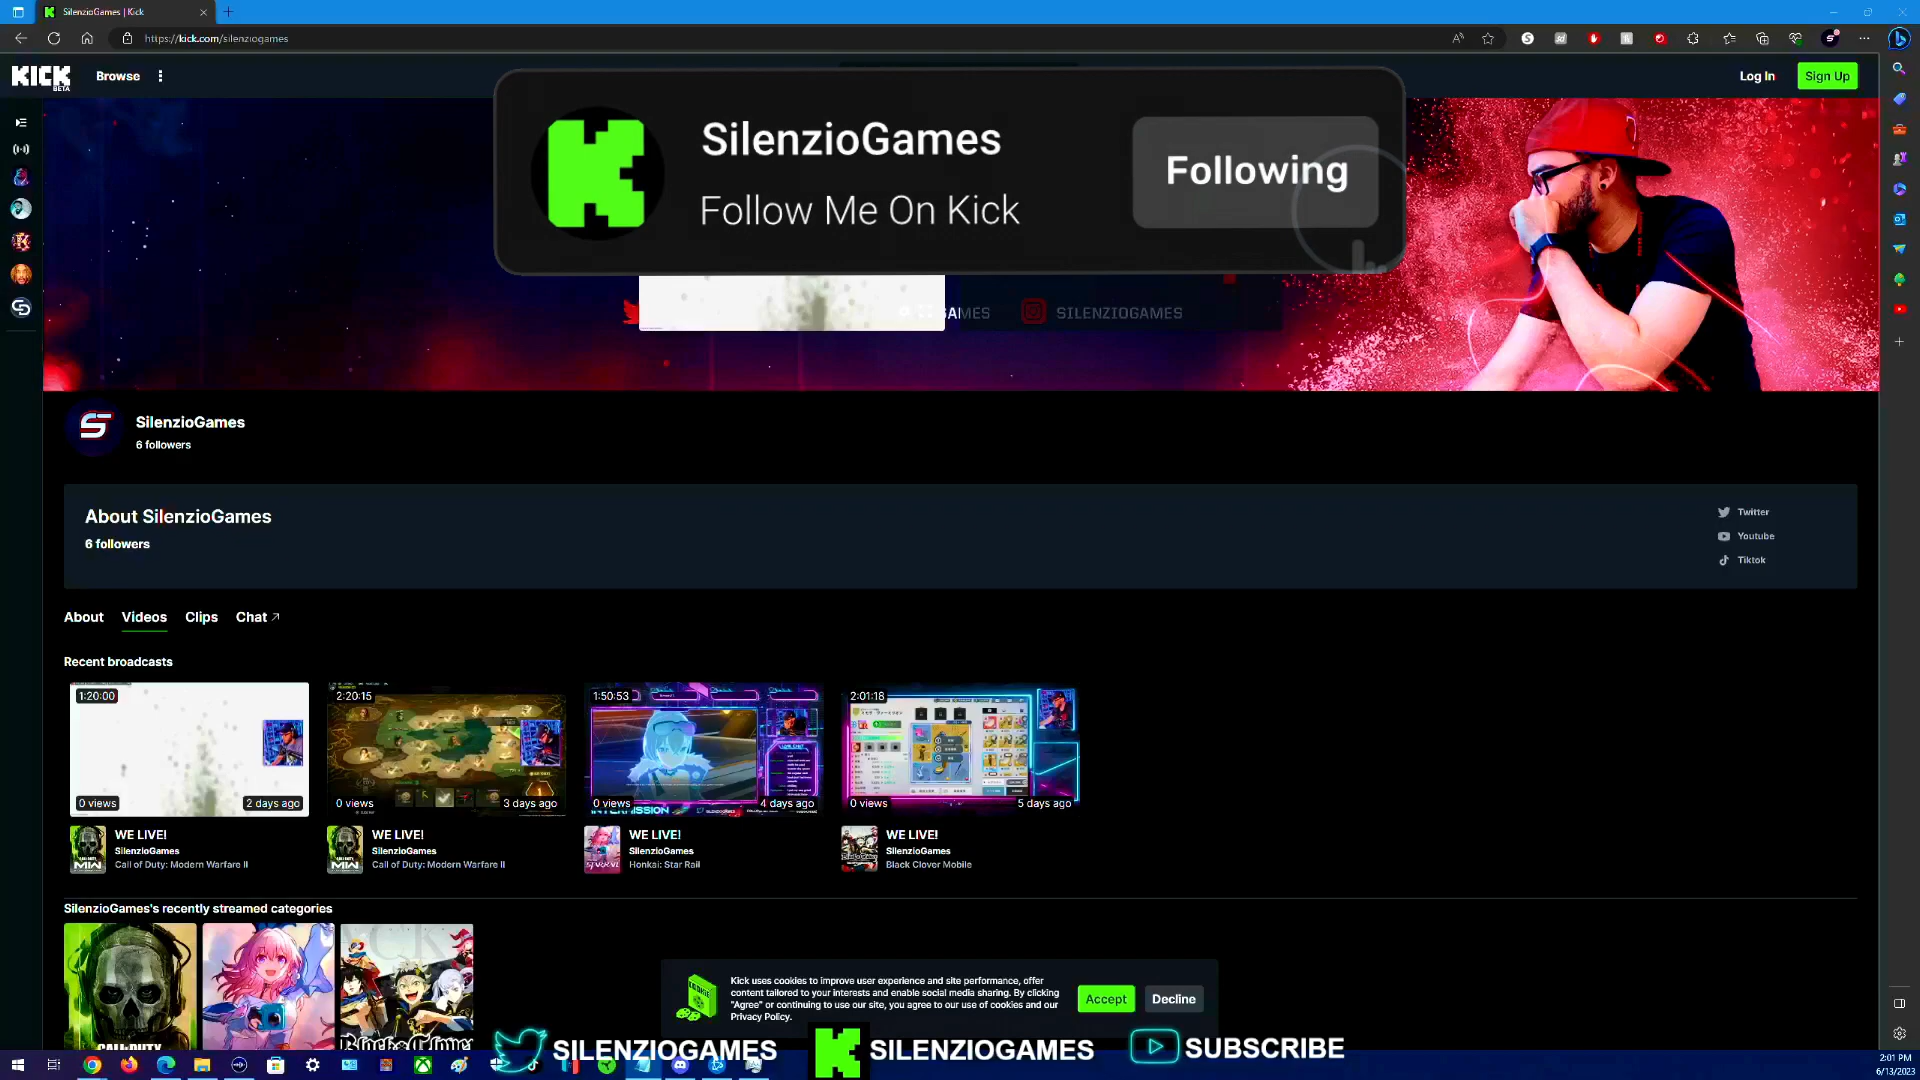 SilenzioGames | Kick
https://kick.com/silenziogames
KICK
BETA
Browse
Log In
Sign Up
SilenzioGames
Follow Me On Kick
Following
GAMES
SILENZIOGAMES
SilenzioGames
6 followers
About SilenzioGames
6 followers
Twitter
Youtube
Tiktok
About
Videos
Clips
Chat
Recent broadcasts
1:20:00
0 views
2 days ago
WE LIVE!
SilenzioGames
Call of Duty: Modern Warfare II
2:20:15
0 views
3 days ago
WE LIVE!
SilenzioGames
Call of Duty: Modern Warfare II
1:50:53
0 views
4 days ago
INTERMISSION
WE LIVE!
SilenzioGames
Honkai: Star Rail
2:01:18
0 views
5 days ago
WE LIVE!
SilenzioGames
Black Clover Mobile
SilenzioGames's recently streamed categories
Kick uses cookies to improve user experience and site performance, offer
content tailored to your interests and enable social media sharing. By clicking
"Agree" or continuing to use our site, you agree to our use of cookies and our
Privacy Policy.
Accept
Decline
SILENZIOGAMES
SILENZIOGAMES
SUBSCRIBE
2:01 PM
6/13/2023